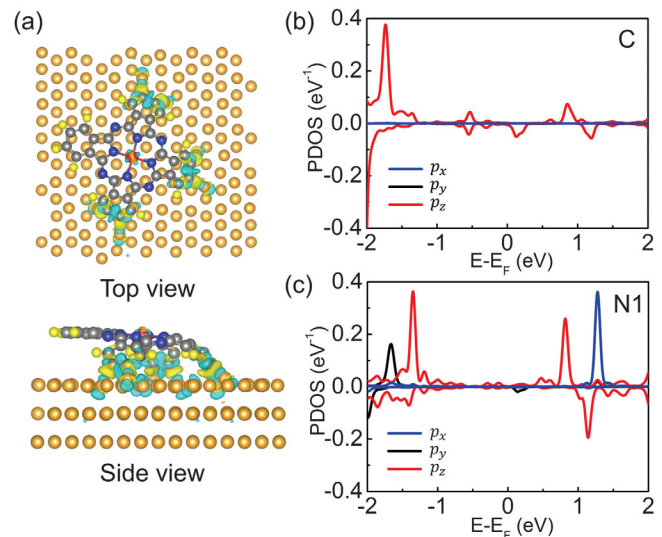 (a)
Top view
Side view
(b)
C
PDOS (eV⁻¹)
0.4
0.2
0.0
-0.2
-0.4
pₓ
p_y
p_z
-2 -1 0 1 2
E-E_F (eV)
(c)
N1
PDOS (eV⁻¹)
0.4
0.2
0.0
-0.2
0.4
pₓ
p_y
p_z
-2 -1 0 1 2
E-E_F (eV)